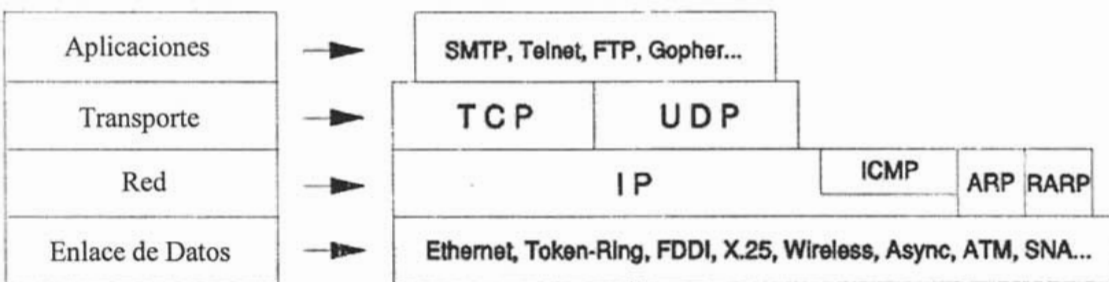 Aplicaciones
SMTP, Telnet, FTP, Gopher...
Transporte
TCP
UDP
Red
IP
ICMP
ARP
RARP
Enlace de Datos
Ethernet, Token-Ring, FDDI, X.25, Wireless, Async, ATM, SNA...